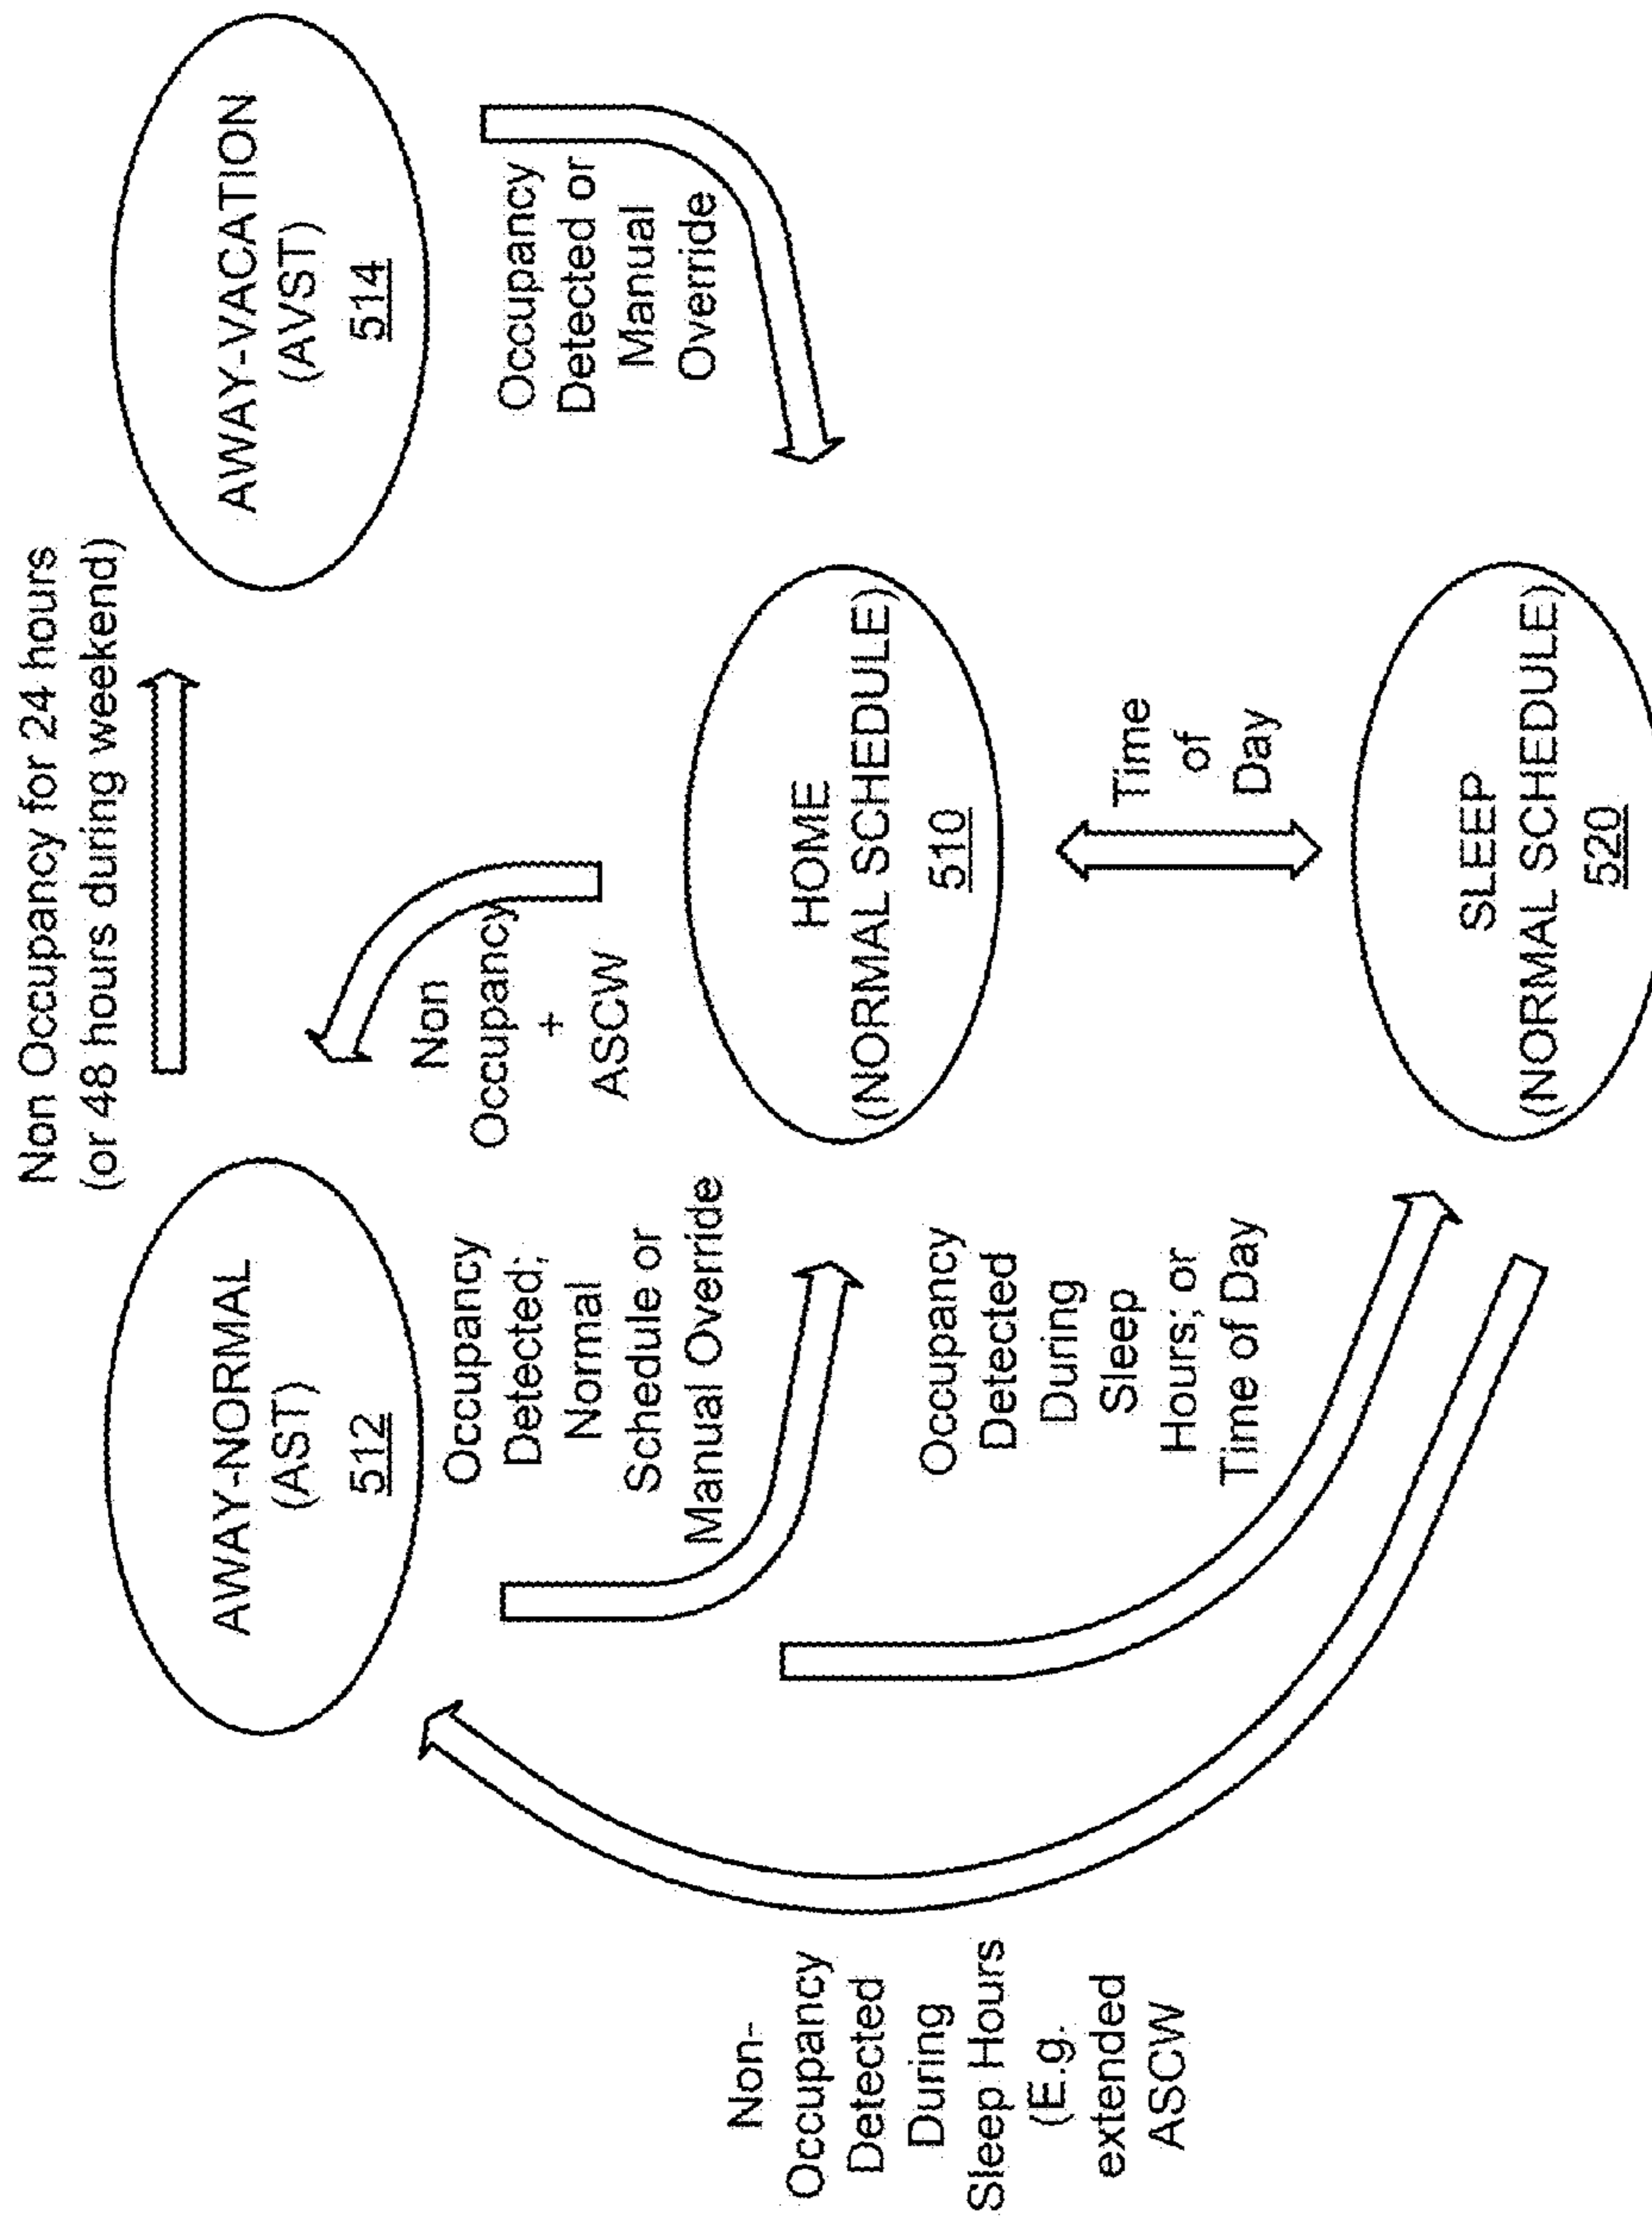 Non Occupancy for 24 hours
(or 48 hours during weekend)
AWAY-NORMAL
(AST)
512
AWAY-VACATION
(AVST)
514
Occupancy
Detected;
Normal
Schedule or
Manual Override
Non
Occupancy
+
ASCW
Occupancy
Detected or
Manual
Override
Non-
Occupancy
Detected
During
Sleep Hours
(E.g.
extended
ASCW
HOME
(NORMAL SCHEDULE)
510
Occupancy
Detected
During
Sleep
Hours; or
Time of Day
Time
of
Day
SLEEP
(NORMAL SCHEDULE)
520